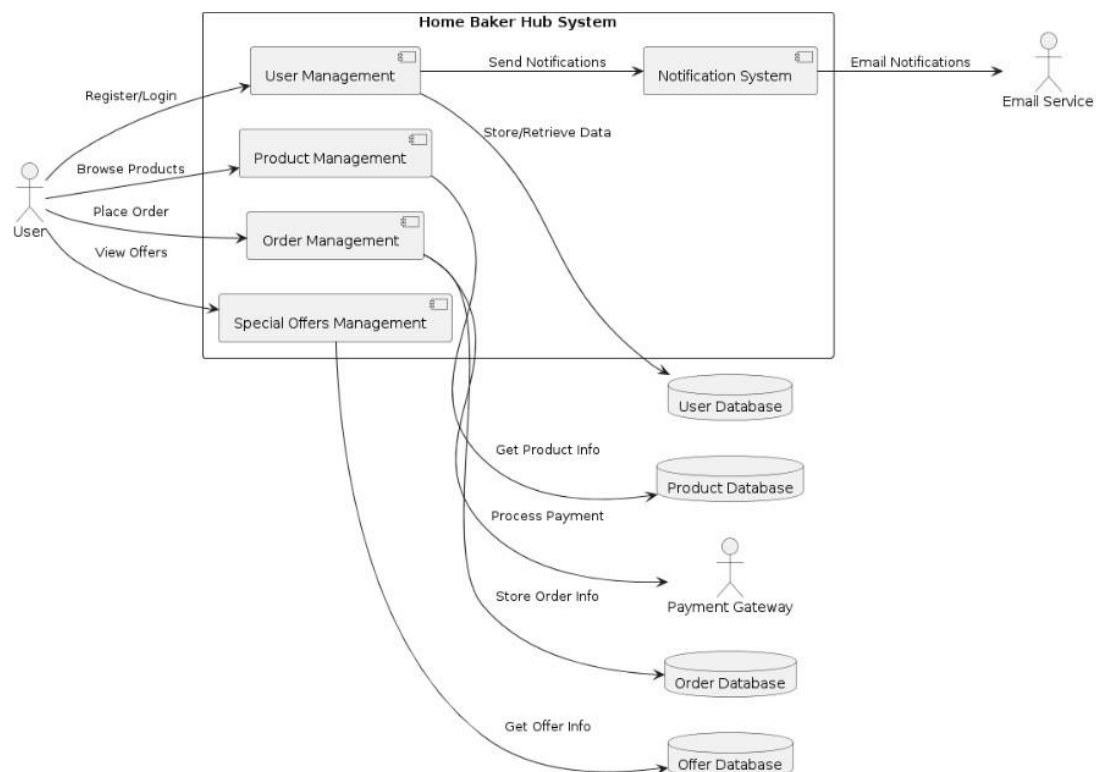 Home Baker Hub System
User Management
Send Notifications
Notification System
Email Notifications
Email Service
Register/Login
Store/Retrieve Data
Browse Products
Product Management
User
Place Order
Order Management
View Offers
Special Offers Management
User Database
Get Product Info
Product Database
Process Payment
Payment Gateway
Store Order Info
Order Database
Get Offer Info
Offer Database